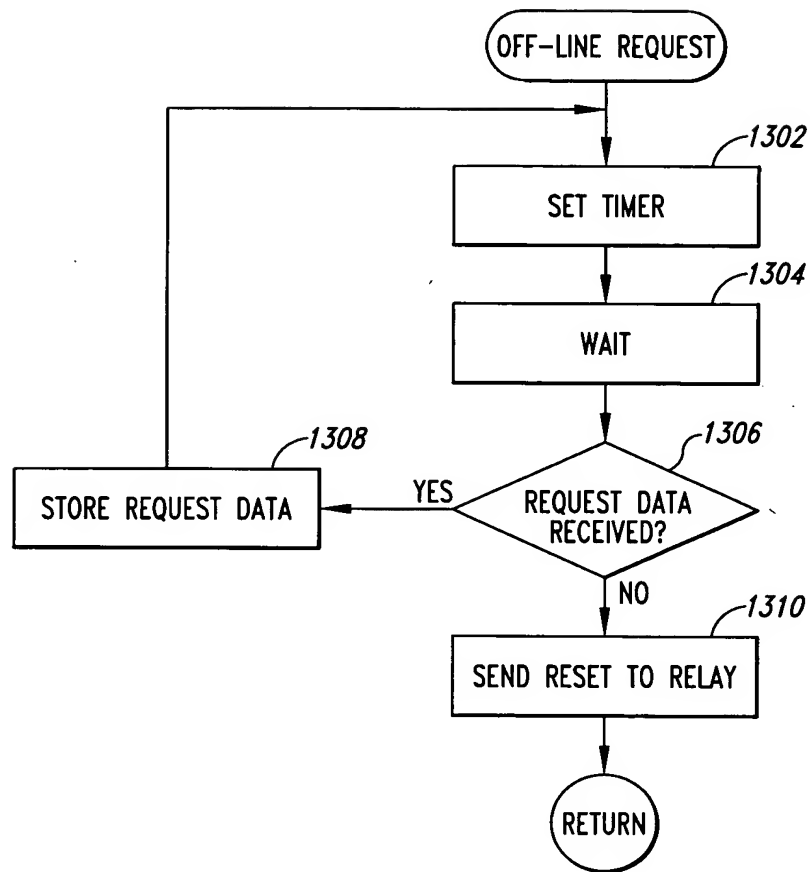 OFF-LINE REQUEST
1302
SET TIMER
1304
WAIT
1306
REQUEST DATA
RECEIVED?
YES
1308
STORE REQUEST DATA
NO
1310
SEND RESET TO RELAY
RETURN